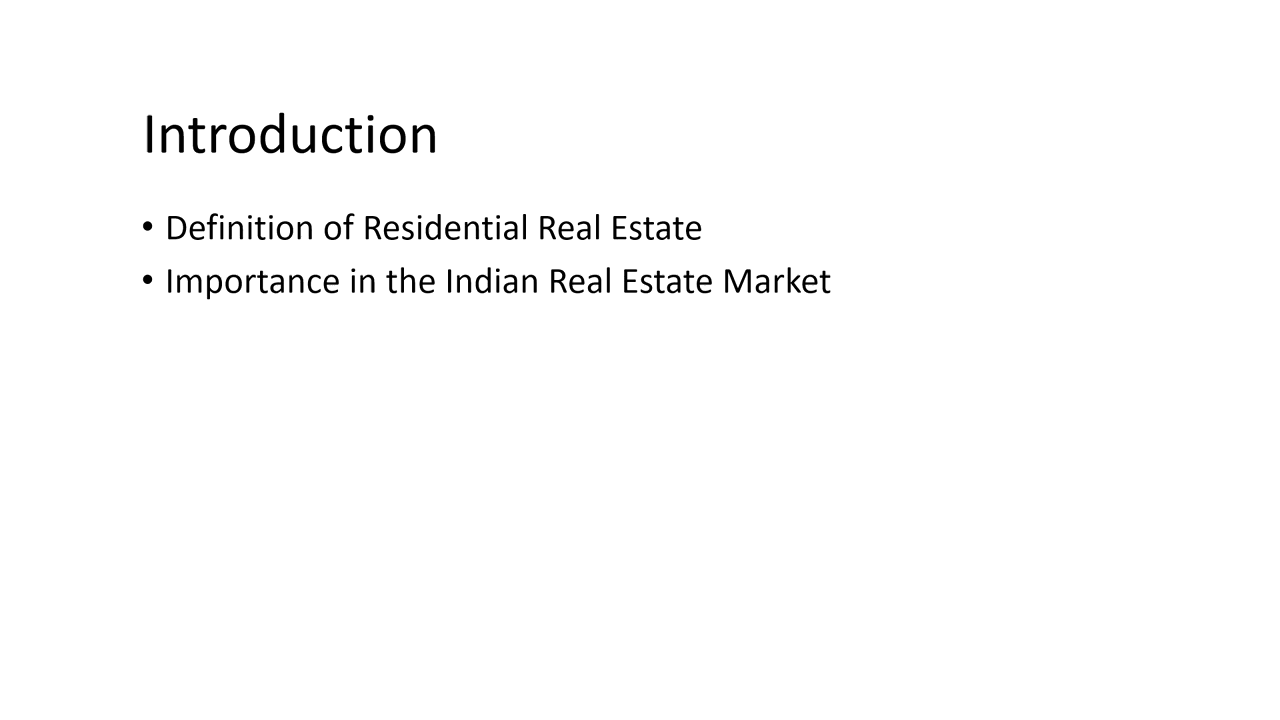 Introduction
• Definition of Residential Real Estate
• Importance in the Indian Real Estate Market